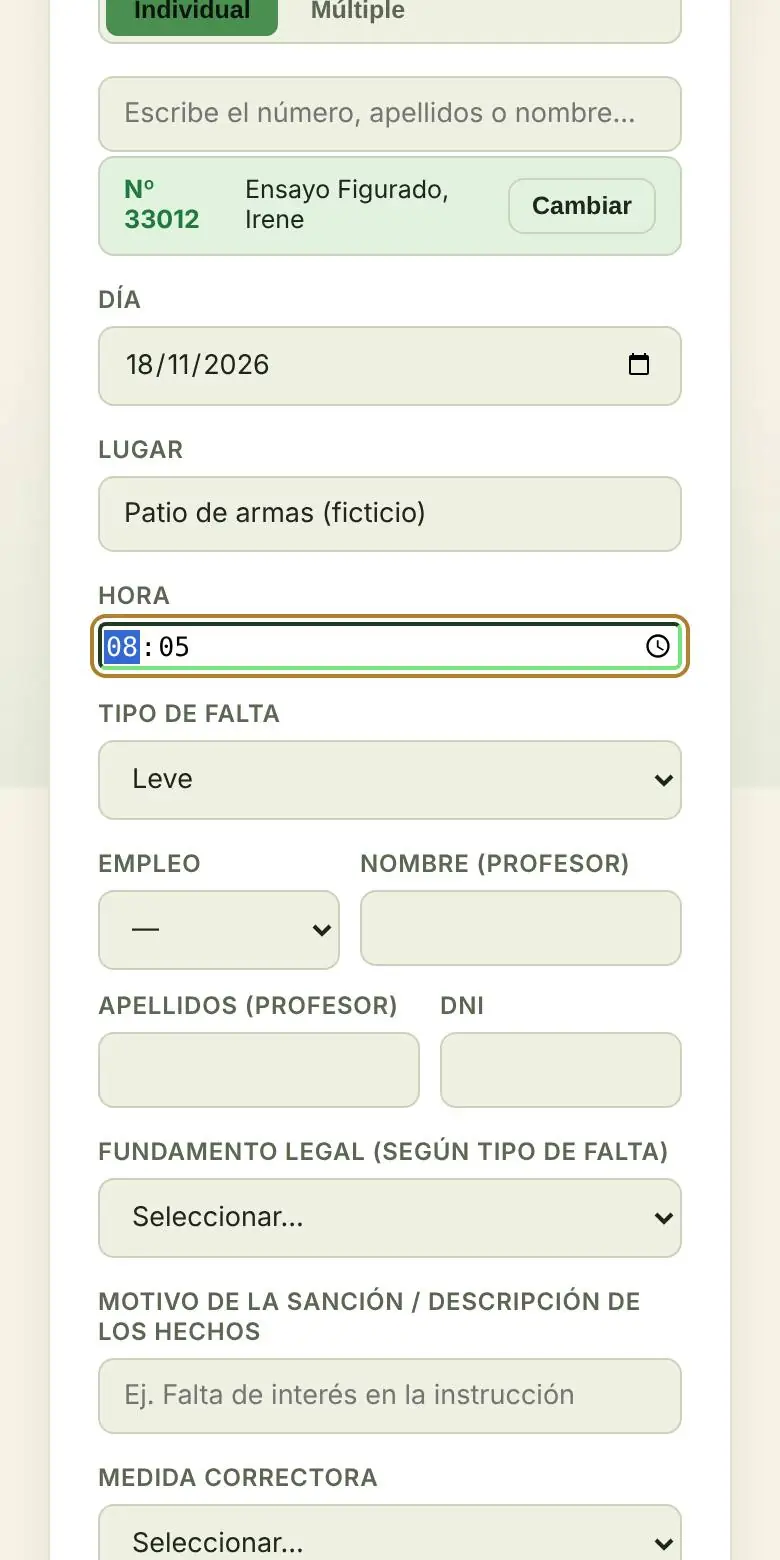 Individual Múltiple
Escribe el número, apellidos o nombre...
Nº 33012 Ensayo Figurado, Irene Cambiar
DÍA
18/11/2026
LUGAR
Patio de armas (ficticio)
HORA
08:05
TIPO DE FALTA
Leve
EMPLEO NOMBRE (PROFESOR)
—
APELLIDOS (PROFESOR) DNI
FUNDAMENTO LEGAL (SEGÚN TIPO DE FALTA)
Seleccionar...
MOTIVO DE LA SANCIÓN / DESCRIPCIÓN DE
LOS HECHOS
Ej. Falta de interés en la instrucción
MEDIDA CORRECTORA
Seleccionar...